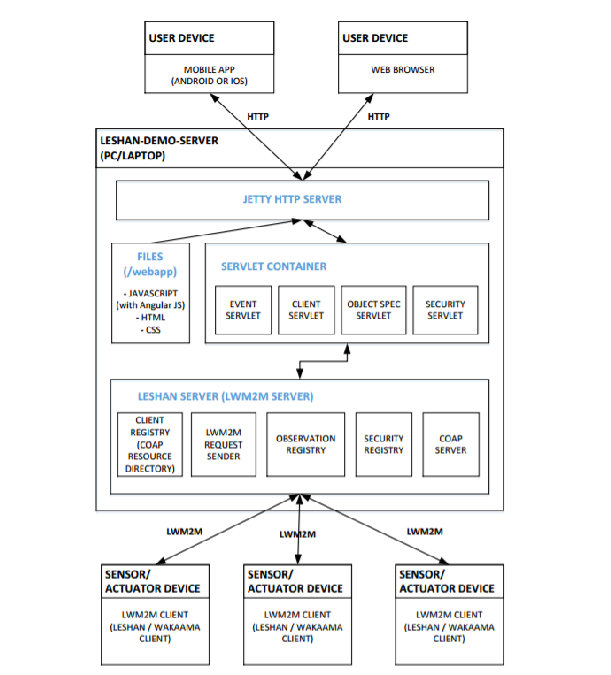 USER DEVICE
MOBILE APP
(ANDROID OR IOS)
USER DEVICE
WEB BROWSER
HTTP
HTTP
LESHAN-DEMO-SERVER
(PC/LAPTOP)
JETTY HTTP SERVER
FILES
(/webapp)
- JAVASCRIPT
(with Angular JS)
- HTML
- CSS
SERVLET CONTAINER
EVENT
SERVLET
CLIENT
SERVLET
OBJECT SPEC
SERVLET
SECURITY
SERVLET
LESHAN SERVER (LWM2M SERVER)
CLIENT
REGISTRY
(COAP
RESOURCE
DIRECTORY)
LWM2M
REQUEST
SENDER
OBSERVATION
REGISTRY
SECURITY
REGISTRY
COAP
SERVER
LWM2M
LWM2M
LWM2M
SENSOR/
ACTUATOR DEVICE
LWM2M CLIENT
(LESHAN / WAKAAMA
CLIENT)
SENSOR/
ACTUATOR DEVICE
LWM2M CLIENT
(LESHAN / WAKAAMA
CLIENT)
SENSOR/
ACTUATOR DEVICE
LWM2M CLIENT
(LESHAN / WAKAAMA
CLIENT)